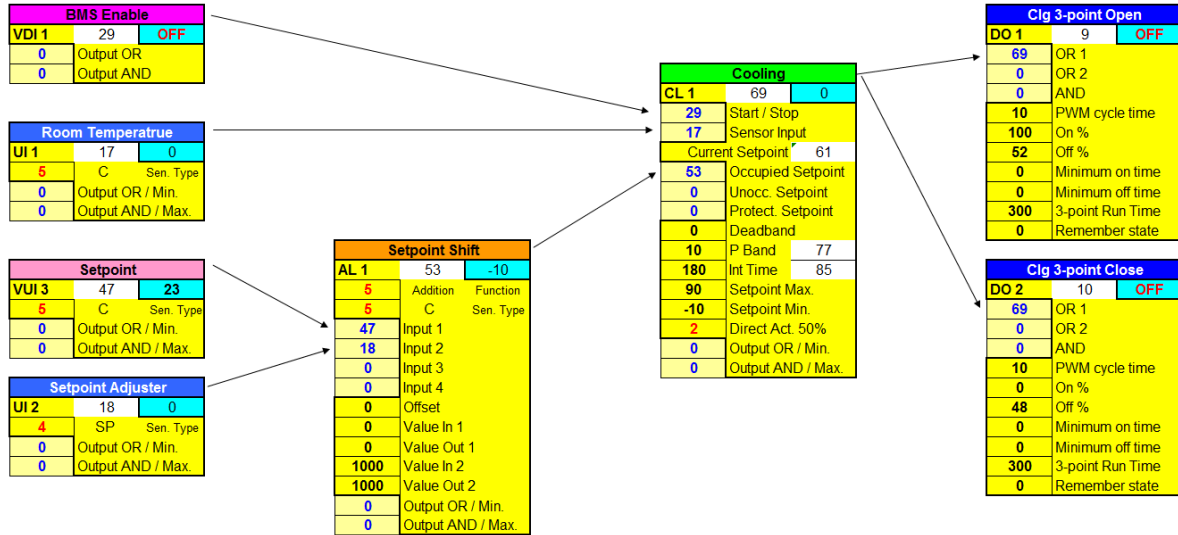 BMS Enable
VDI 1 29 OFF
0 Output OR
0 Output AND
Room Temperatrue
UI 1 17 0
5 C Sen. Type
0 Output OR / Min.
0 Output AND / Max.
Setpoint
VUI 3 47 23
5 C Sen. Type
0 Output OR / Min.
0 Output AND / Max.
Setpoint Adjuster
UI 2 18 0
4 SP Sen. Type
0 Output OR / Min.
0 Output AND / Max.
Setpoint Shift
AL 1 53 -10
5 Addition Function
5 C Sen. Type
47 Input 1
18 Input 2
0 Input 3
0 Input 4
0 Offset
0 Value In 1
0 Value Out 1
1000 Value In 2
1000 Value Out 2
0 Output OR / Min.
0 Output AND / Max.
Cooling
CL 1 69 0
29 Start / Stop
17 Sensor Input
Current Setpoint 61
53 Occupied Setpoint
0 Unocc. Setpoint
0 Protect. Setpoint
0 Deadband
10 P Band 77
180 Int Time 85
90 Setpoint Max.
-10 Setpoint Min.
2 Direct Act. 50%
0 Output OR / Min.
0 Output AND / Max.
Clg 3-point Open
DO 1 9 OFF
69 OR 1
0 OR 2
0 AND
10 PWM cycle time
100 On %
52 Off %
0 Minimum on time
0 Minimum off time
300 3-point Run Time
0 Remember state
Clg 3-point Close
DO 2 10 OFF
69 OR 1
0 OR 2
0 AND
10 PWM cycle time
0 On %
48 Off %
0 Minimum on time
0 Minimum off time
300 3-point Run Time
0 Remember state